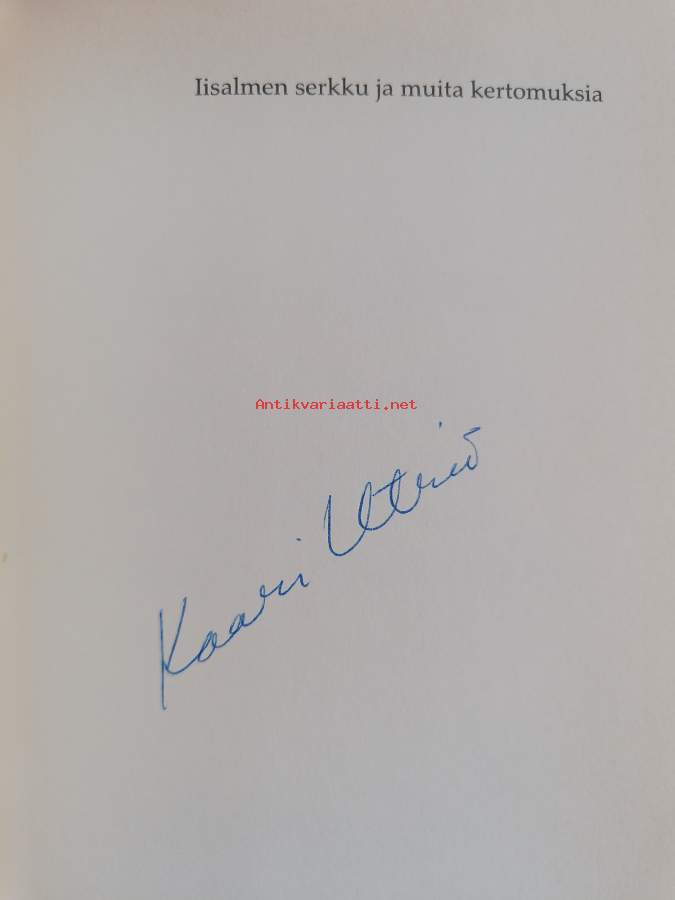 Iisalmen serkku ja muita kertomuksia
Antikvariaatti.net
Kaari Utrio